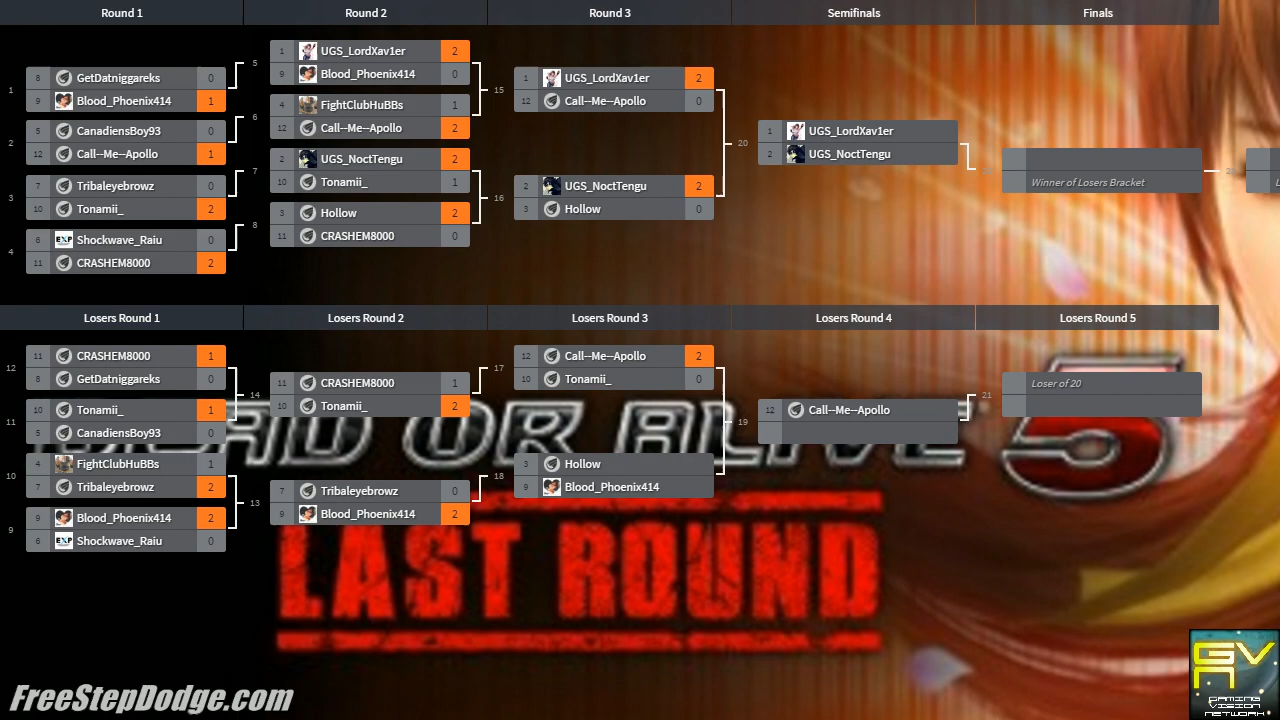 Round 1 Round 2 Round 3 Semifinals Finals
1
8 GetDatniggareks 0
9 Blood_Phoenix414 1
2
5 CanadiensBoy93 0
12 Call--Me--Apollo 1
3
7 Tribaleyebrowz 0
10 Tonamii_ 2
4
6 Shockwave_Raiu 0
11 CRASHEM8000 2
5
1 UGS_LordXav1er 2
9 Blood_Phoenix414 0
6
4 FightClubHuBBs 1
12 Call--Me--Apollo 2
7
2 UGS_NoctTengu 2
10 Tonamii_ 1
8
3 Hollow 2
11 CRASHEM8000 0
15
1 UGS_LordXav1er 2
12 Call--Me--Apollo 0
16
2 UGS_NoctTengu 2
3 Hollow 0
20
1 UGS_LordXav1er
2 UGS_NoctTengu
Winner of Losers Bracket
Losers Round 1 Losers Round 2 Losers Round 3 Losers Round 4 Losers Round 5
12
11 CRASHEM8000 1
8 GetDatniggareks 0
11
10 Tonamii_ 1
5 CanadiensBoy93 0
10
4 FightClubHuBBs 1
7 Tribaleyebrowz 2
9
9 Blood_Phoenix414 2
6 Shockwave_Raiu 0
14
11 CRASHEM8000 1
10 Tonamii_ 2
13
7 Tribaleyebrowz 0
9 Blood_Phoenix414 2
17
12 Call--Me--Apollo 2
10 Tonamii_ 0
18
3 Hollow
9 Blood_Phoenix414
19
12 Call--Me--Apollo
21
Loser of 20
DEAD OR ALIVE 5
LAST ROUND
FreeStepDodge.com
GVN
GAMING
VISION
NETWORK